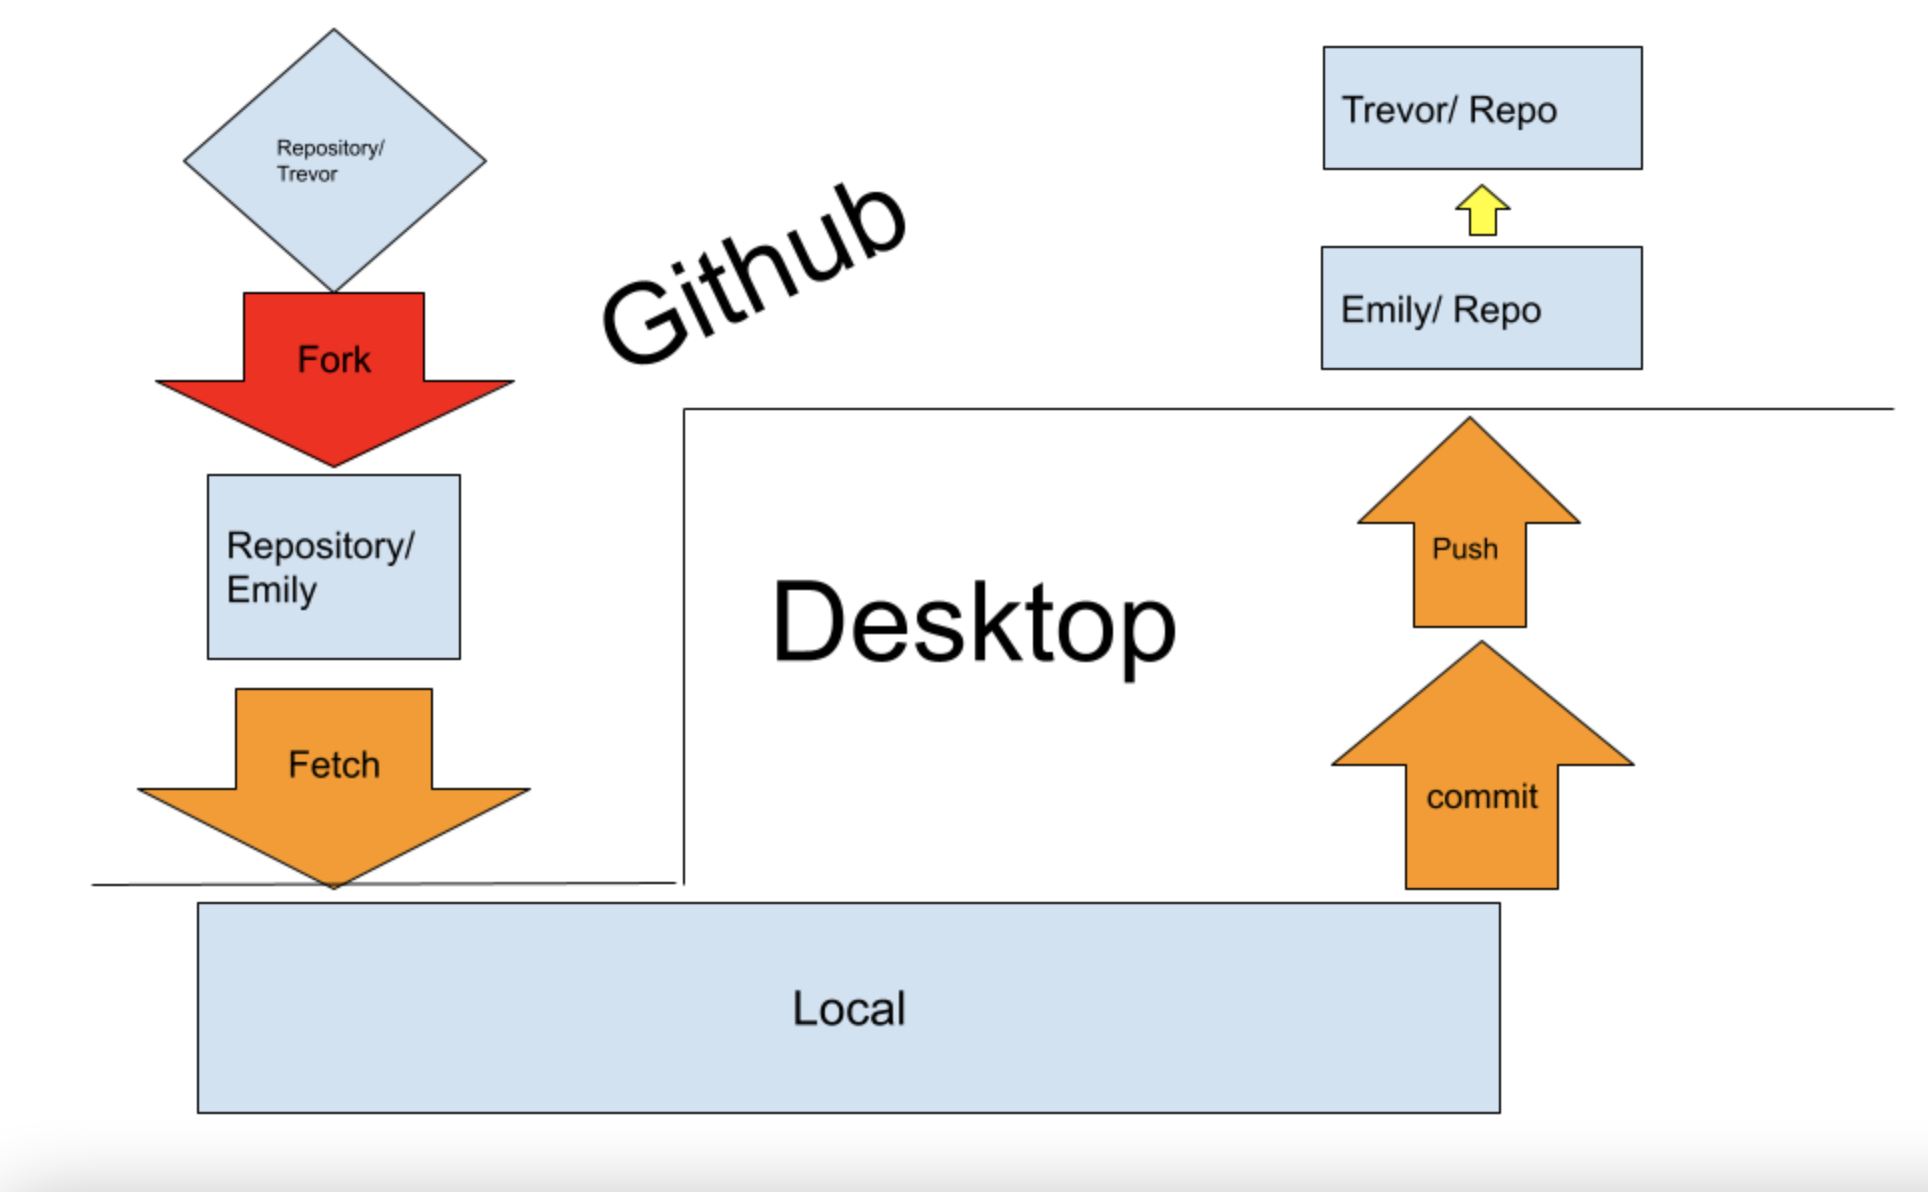 Repository/
Trevor
Fork
Repository/
Emily
Fetch
Github
Desktop
Trevor/ Repo
Emily/ Repo
Push
commit
Local